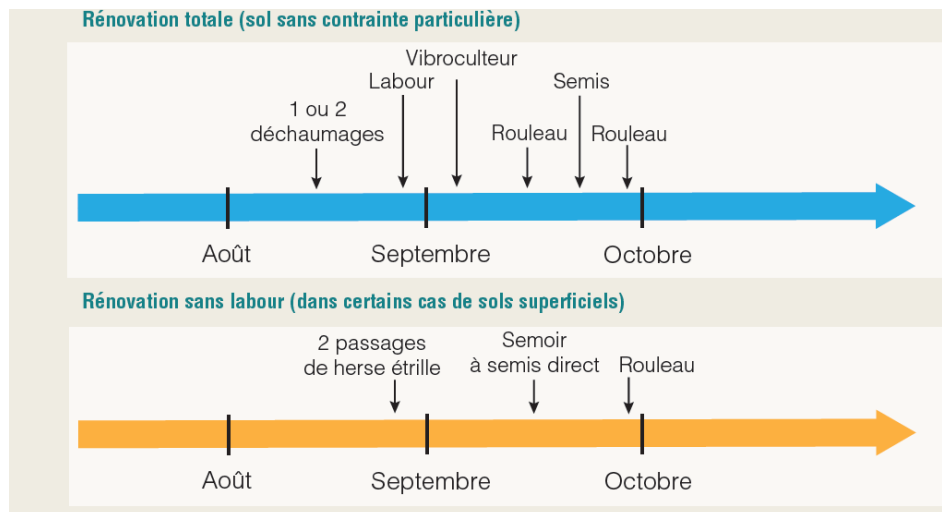 Rénovation totale (sol sans contrainte particulière)
Vibroculteur
Labour
Semis
1 ou 2
déchaumages
Rouleau
Rouleau
Août
Septembre
Octobre
Rénovation sans labour (dans certains cas de sols superficiels)
2 passages
de herse étrille
Semoir
à semis direct
Rouleau
Août
Septembre
Octobre